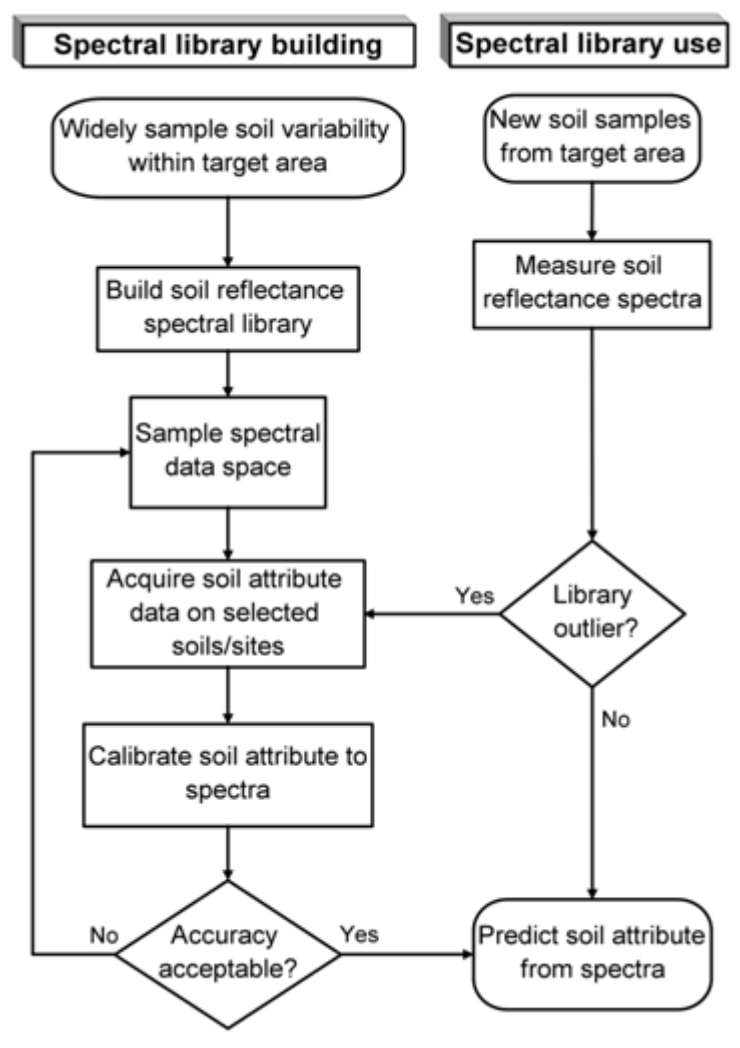 Spectral library building
Widely sample soil variability
within target area
Build soil reflectance
spectral library
Sample spectral
data space
Acquire soil attribute
data on selected
soils/sites
Calibrate soil attribute to
spectra
Accuracy
acceptable?
No
Yes
Spectral library use
New soil samples
from target area
Measure soil
reflectance spectra
Library
outlier?
Yes
No
Predict soil attribute
from spectra